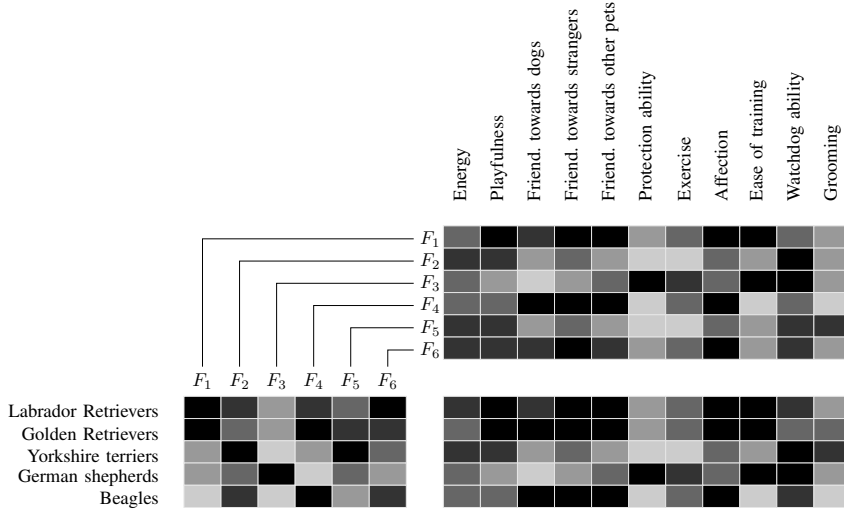 Energy
Playfulness
Friend. towards dogs
Friend. towards strangers
Friend. towards other pets
Protection ability
Exercise
Affection
Ease of training
Watchdog ability
Grooming
F1
F2
F3
F4
F5
F6
F1 F2 F3 F4 F5 F6
Labrador Retrievers
Golden Retrievers
Yorkshire terriers
German shepherds
Beagles